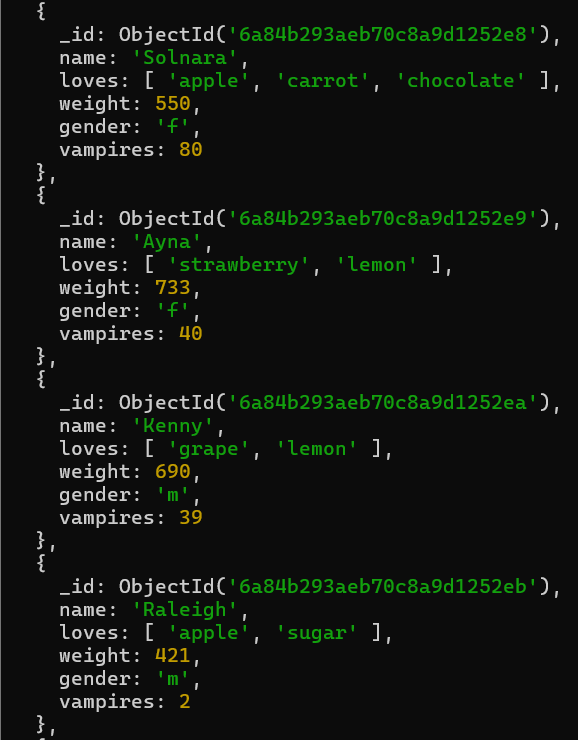 {
_id: ObjectId('6a84b293aeb70c8a9d1252e8'),
name: 'Solnara',
loves: [ 'apple', 'carrot', 'chocolate' ],
weight: 550,
gender: 'f',
vampires: 80
},
{
_id: ObjectId('6a84b293aeb70c8a9d1252e9'),
name: 'Ayna',
loves: [ 'strawberry', 'lemon' ],
weight: 733,
gender: 'f',
vampires: 40
},
{
_id: ObjectId('6a84b293aeb70c8a9d1252ea'),
name: 'Kenny',
loves: [ 'grape', 'lemon' ],
weight: 690,
gender: 'm',
vampires: 39
},
{
_id: ObjectId('6a84b293aeb70c8a9d1252eb'),
name: 'Raleigh',
loves: [ 'apple', 'sugar' ],
weight: 421,
gender: 'm',
vampires: 2
},